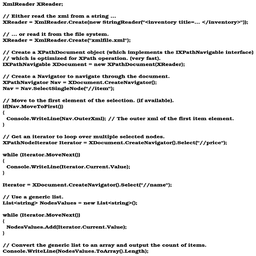 XmlReader XReader;
// Either read the xml from a string ...
XReader = XmlReader.Create(new StringReader("<inventory title=... </inventory>"));
// ... or read it from the file system.
XReader = XmlReader.Create("xmlfile.xml");
// Create a XPathDocument object (which implements the IXPathNavigable interface)
// which is optimized for XPath operation. (very fast).
IXPathNavigable XDocument = new XPathDocument(XReader);
// Create a Navigator to navigate through the document.
XPathNavigator Nav = XDocument.CreateNavigator();
Nav = Nav.SelectSingleNode("//item");
// Move to the first element of the selection. (if available).
if(Nav.MoveToFirst())
{
Console.WriteLine(Nav.OuterXml); // The outer xml of the first item element.
}
// Get an iterator to loop over multiple selected nodes.
XPathNodeIterator Iterator = XDocument.CreateNavigator().Select("//price");
while (Iterator.MoveNext())
{
Console.WriteLine(Iterator.Current.Value);
}
Iterator = XDocument.CreateNavigator().Select("//name");
// Use a generic list.
List<string> NodesValues = new List<string>();
while (Iterator.MoveNext())
{
NodesValues.Add(Iterator.Current.Value);
}
// Convert the generic list to an array and output the count of items.
Console.WriteLine(NodesValues.ToArray().Length);